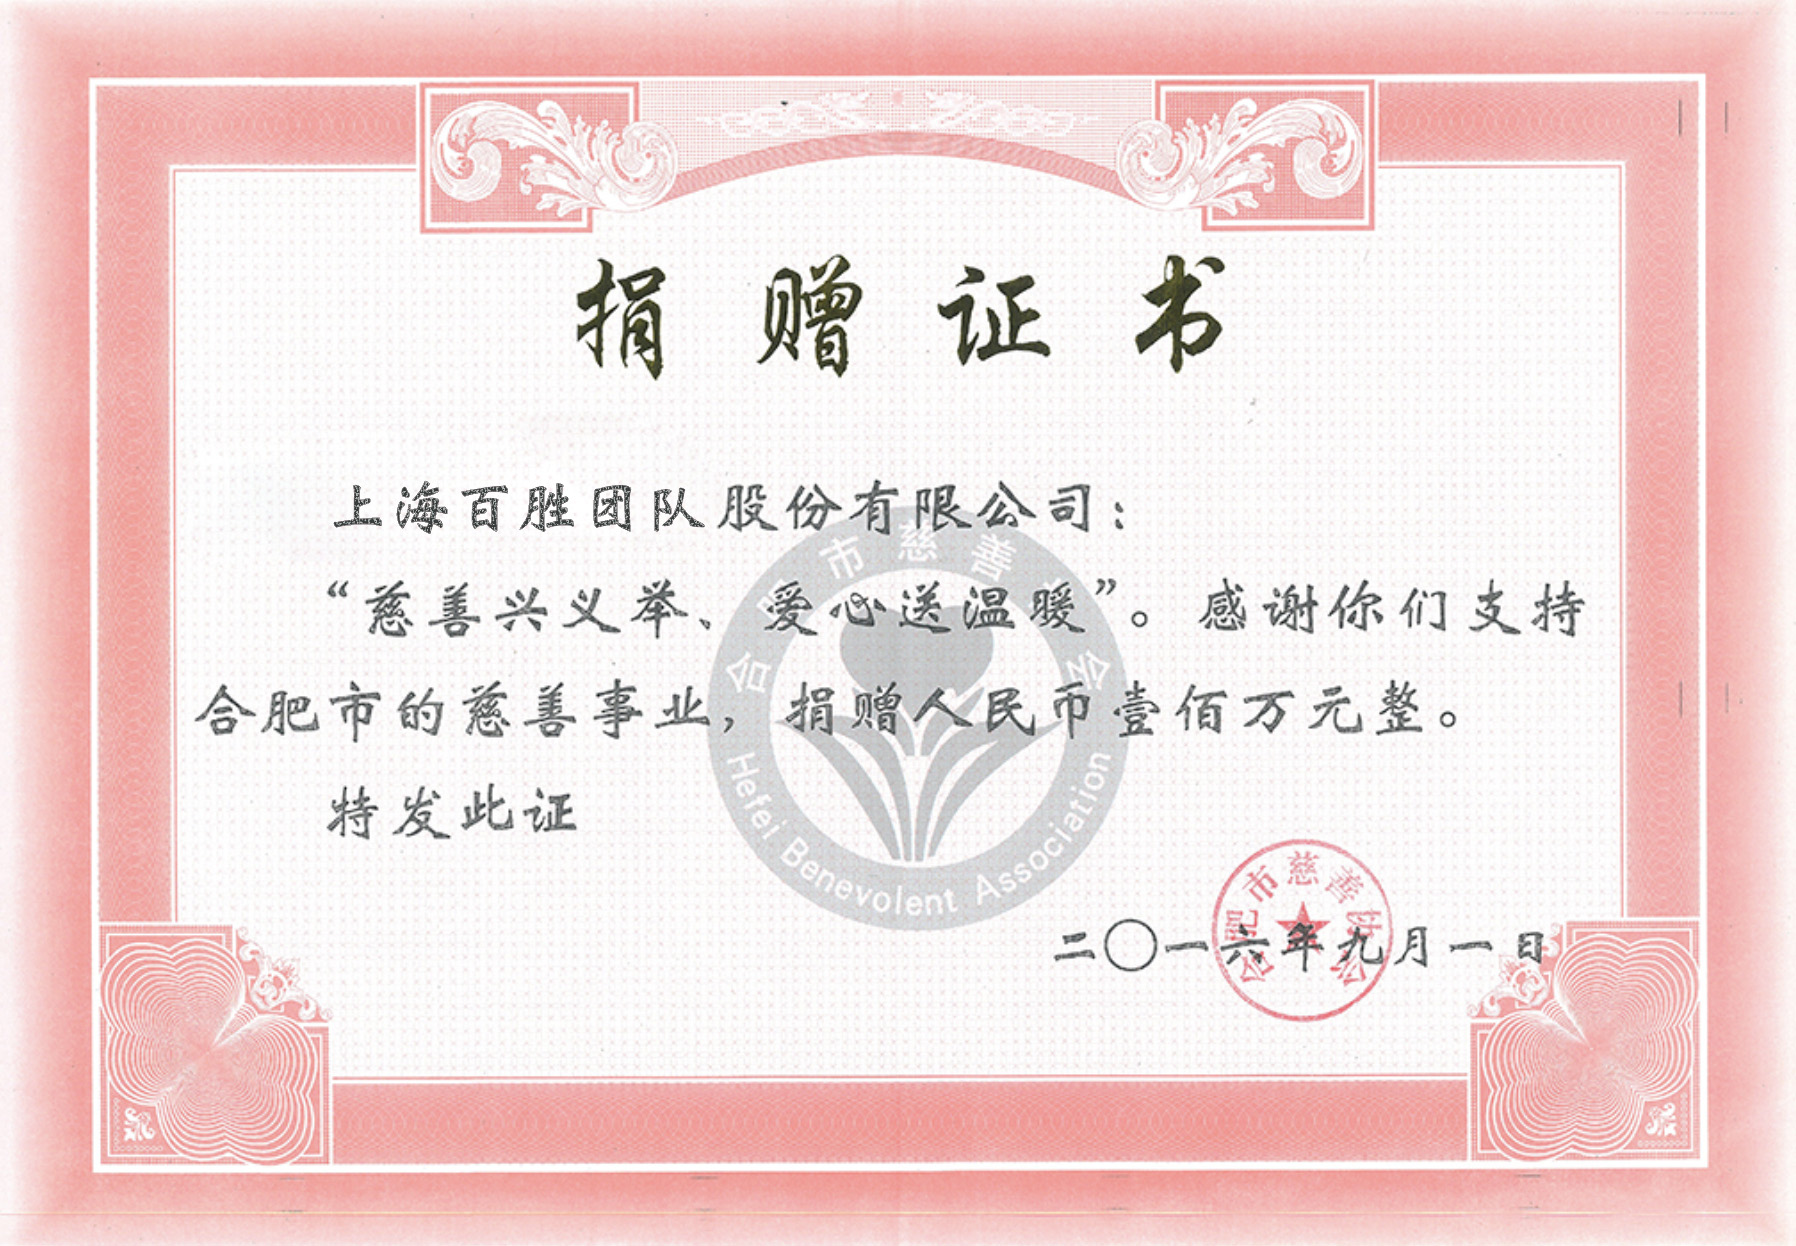 捐赠证书
上海百胜团队股份有限公司：
“慈善兴义举、爱心送温暖”。感谢你们支持
合肥市的慈善事业，捐赠人民币壹佰万元整。
特发此证
合肥市慈善协会
Hefei Benevolent Association
合肥市慈善协会
二〇一六年九月一日